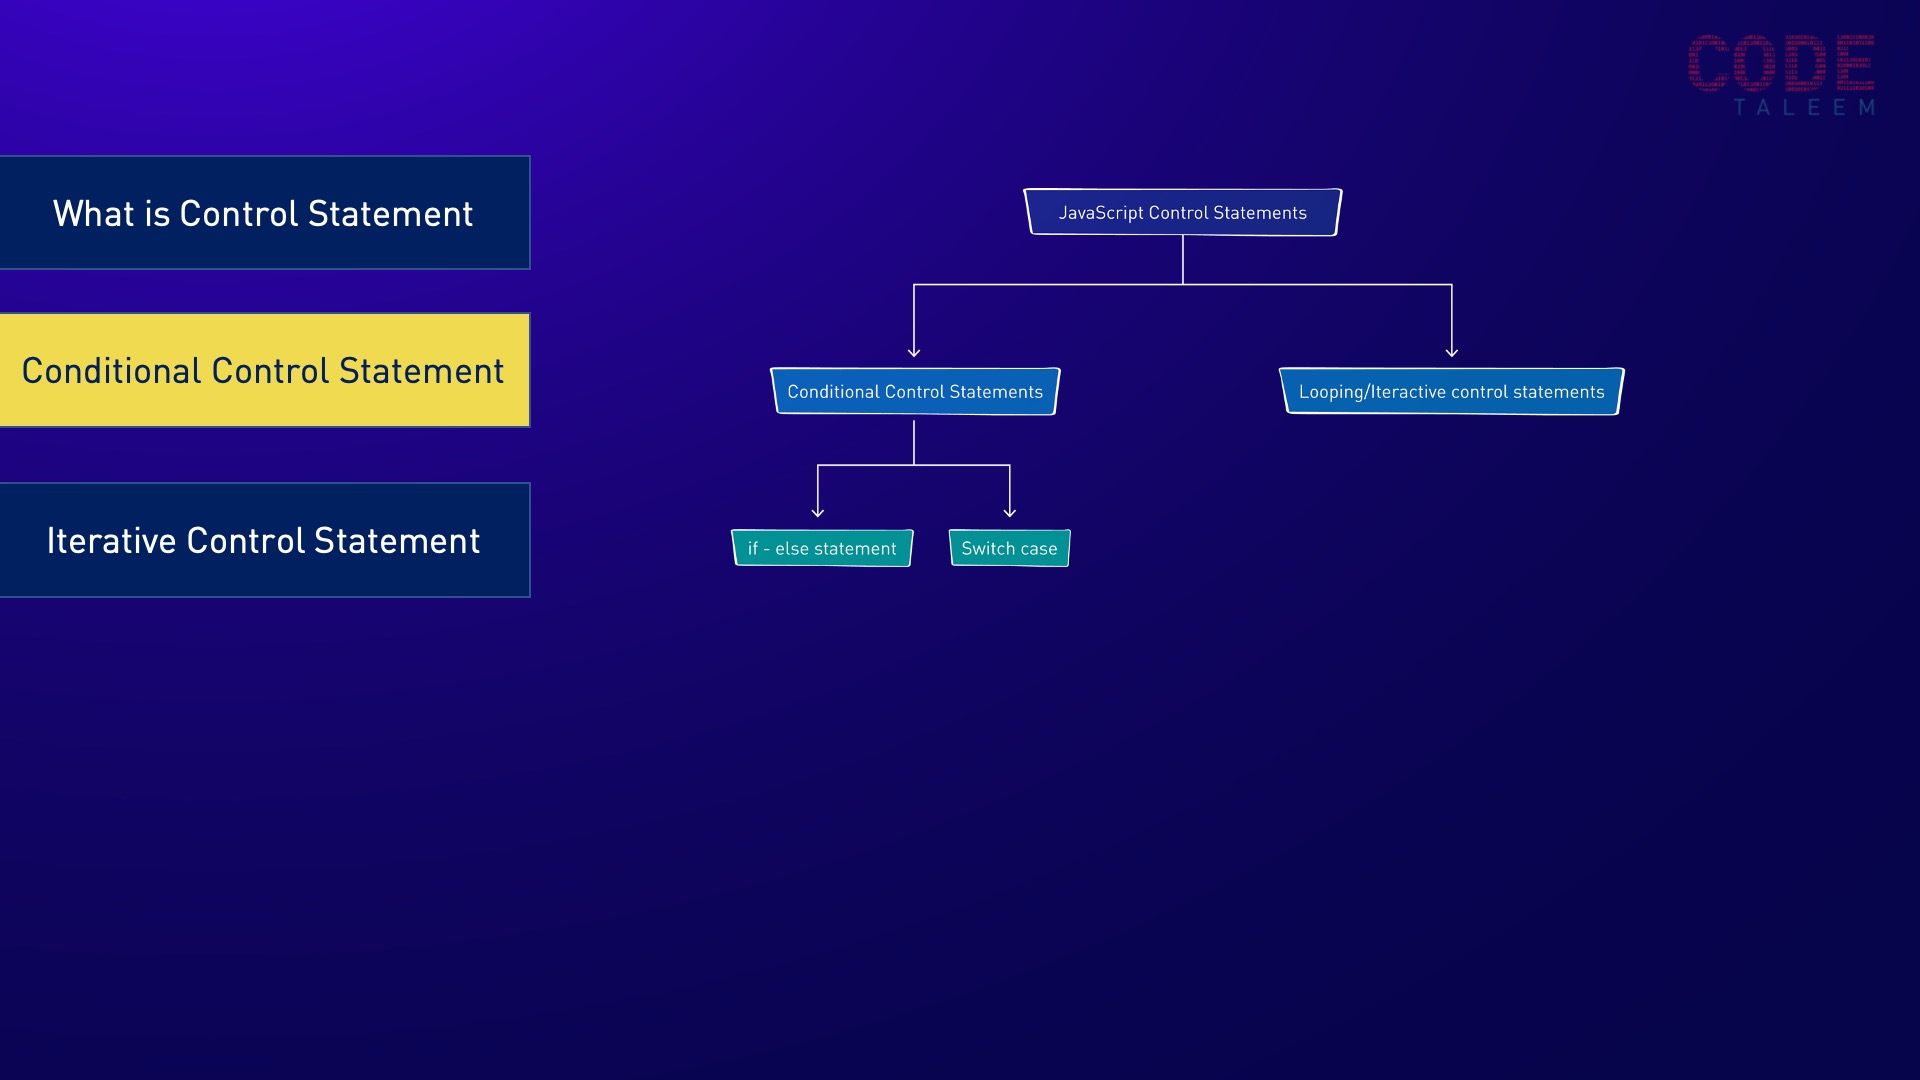 CODE
TALEEM
What is Control Statement
Conditional Control Statement
Iterative Control Statement
JavaScript Control Statements
Conditional Control Statements
Looping/Iteractive control statements
if - else statement
Switch case